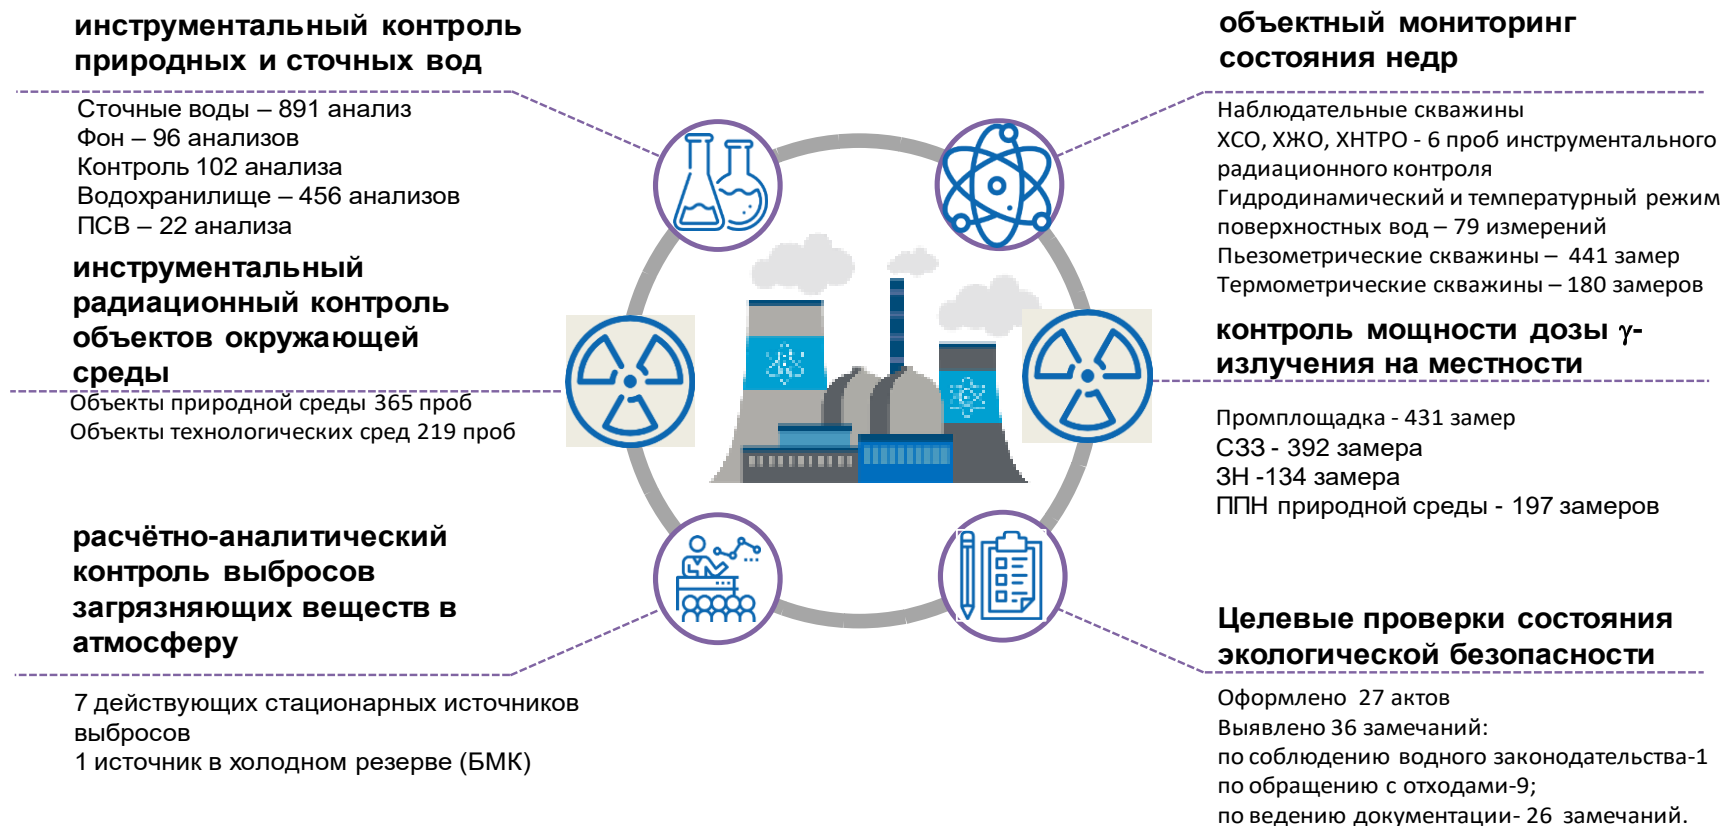 инструментальный контроль
природных и сточных вод
Сточные воды – 891 анализ
Фон – 96 анализов
Контроль 102 анализа
Водохранилище – 456 анализов
ПСВ – 22 анализа
инструментальный
радиационный контроль
объектов окружающей
среды
Объекты природной среды 365 проб
Объекты технологических сред 219 проб
расчётно-аналитический
контроль выбросов
загрязняющих веществ в
атмосферу
7 действующих стационарных источников
выбросов
1 источник в холодном резерве (БМК)
объектный мониторинг
состояния недр
Наблюдательные скважины
ХСО, ХЖО, ХНТРО - 6 проб инструментального
радиационного контроля
Гидродинамический и температурный режим
поверхностных вод – 79 измерений
Пьезометрические скважины – 441 замер
Термометрические скважины – 180 замеров
контроль мощности дозы γ-
излучения на местности
Промплощадка - 431 замер
СЗЗ - 392 замера
ЗН -134 замера
ППН природной среды - 197 замеров
Целевые проверки состояния
экологической безопасности
Оформлено 27 актов
Выявлено 36 замечаний:
по соблюдению водного законодательства-1
по обращению с отходами-9;
по ведению документации- 26 замечаний.